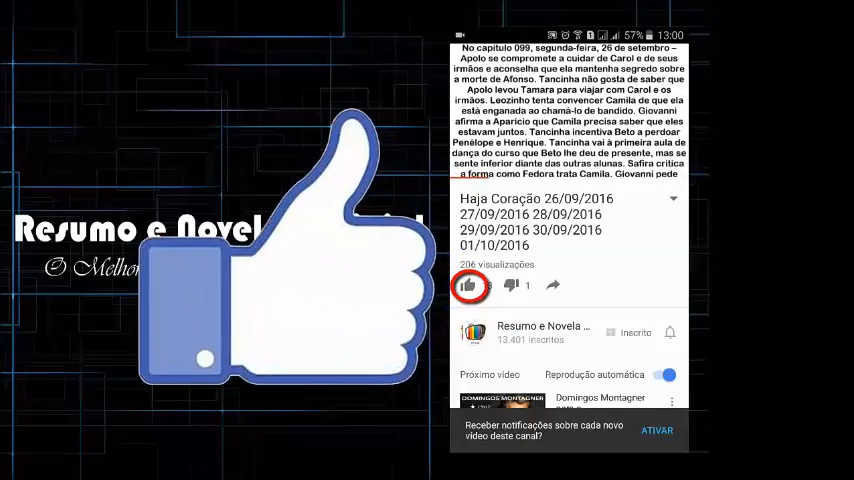 57% 13:00
No capítulo 099, segunda-feira, 26 de setembro –
Apolo se compromete a cuidar de Carol e de seus
irmãos e aconselha que ela mantenha segredo sobre
a morte de Afonso. Tancinha não gosta de saber que
Apolo levou Tamara para viajar com Carol e os
irmãos. Leozinho tenta convencer Camila de que ela
está enganada ao chamá-lo de bandido. Giovanni
afirma a Aparício que Camila precisa saber que eles
estavam juntos. Tancinha incentiva Beto a perdoar
Penélope e Henrique. Tancinha vai à primeira aula de
dança do curso que Beto lhe deu de presente, mas se
sente inferior diante das outras alunas. Safira critica
a forma como Fedora trata Camila. Giovanni pede
Haja Coração 26/09/2016
27/09/2016 28/09/2016
29/09/2016 30/09/2016
01/10/2016
206 visualizações
1
Resumo e Novela ...
Inscrito
13.401 inscritos
Próximo vídeo
Reprodução automática
DOMINGOS MONTAGNER
Domingos Montagner
Receber notificações sobre cada novo
vídeo deste canal?
ATIVAR
Resumo e Novel
O Melhor